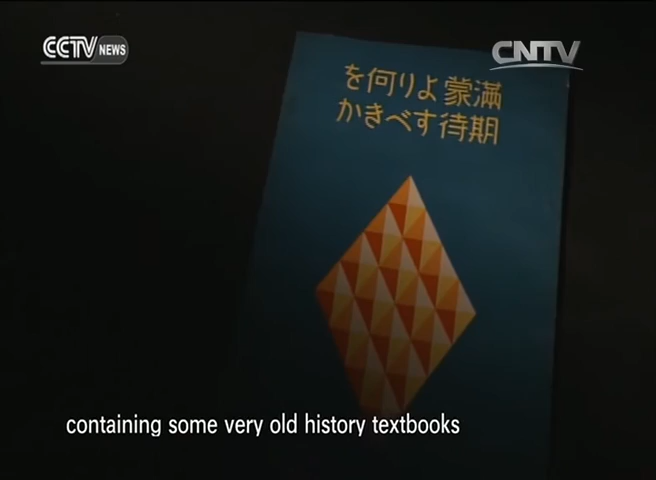 CCTV NEWS
CNTV
滿蒙より何を
期待すべきか
containing some very old history textbooks